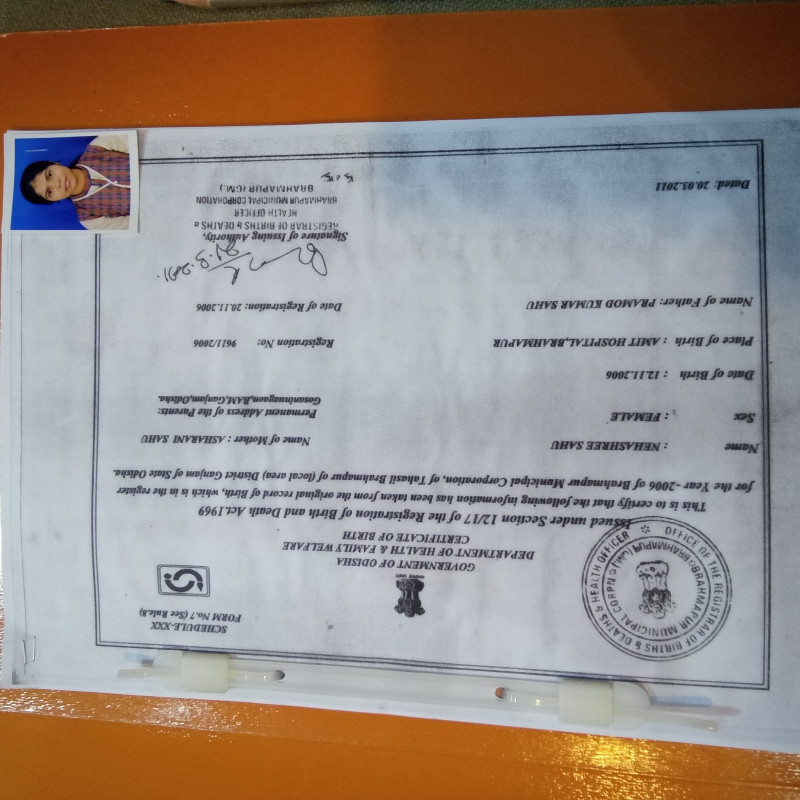 SCHEDULE-XXX
FORM No.7 (See Rule.8)
GOVERNMENT OF ODISHA
DEPARTMENT OF HEALTH & FAMILY WELFARE
CERTIFICATE OF BIRTH
Issued under Section 12/17 of the Registration of Birth and Death Act.1969
This is to certify that the following information has been taken from the original record of Birth, which is in the register
for the Year -2006 of Brahmapur Municipal Corporation, of Tahasil Brahmapur of (local area) District Ganjam of State Odisha.
Name : NEHASHREE SAHU
Name of Mother : ASHARANI SAHU
Sex : FEMALE
Permanent Address of the Parents:
Gosaninuagaon,BAM,Ganjam,Odisha.
Date of Birth : 12.11.2006
Place of Birth : AMIT HOSPITAL,BRAHMAPUR
Registration No: 9611/2006
Name of Father: PRAMOD KUMAR SAHU
Date of Registration: 20.11.2006
Signature of Issuing Authority,
REGISTRAR OF BIRTHS & DEATHS &
HEALTH OFFICER
BRAHMAPUR MUNICIPAL CORPORATION
BRAHMAPUR (GM.)
Dated: 20.03.2011
OFFICE OF THE REGISTRAR OF BIRTHS & DEATHS & HEALTH OFFICER
BRAHMAPUR MUNICIPAL CORPN